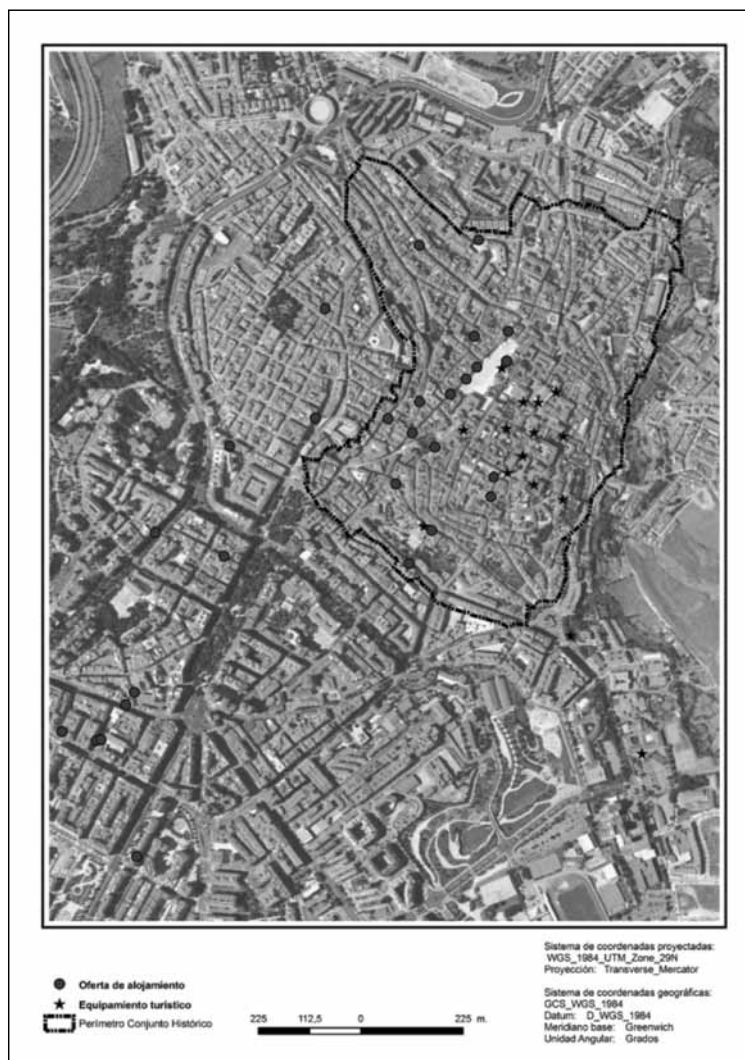 Oferta de alojamiento
Equipamiento turístico
Perímetro Conjunto Histórico
225 112,5 0 225 m.
Sistema de coordenadas proyectadas:
WGS_1984_UTM_Zone_29N
Proyección: Transverse_Mercator
Sistema de coordenadas geográficas:
GCS_WGS_1984
Datum: D_WGS_1984
Meridiano base: Greenwich
Unidad Angular: Grados